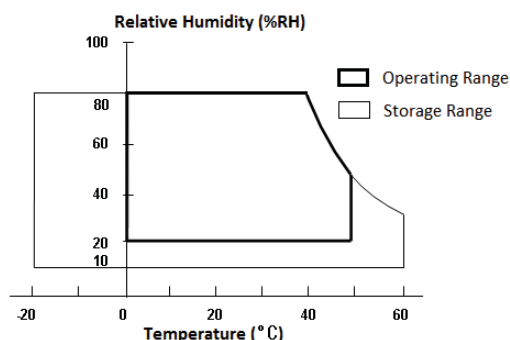 Relative Humidity (%RH)
100
80
60
40
20
10
Operating Range
Storage Range
-20 0 20 40 60
Temperature (°C)